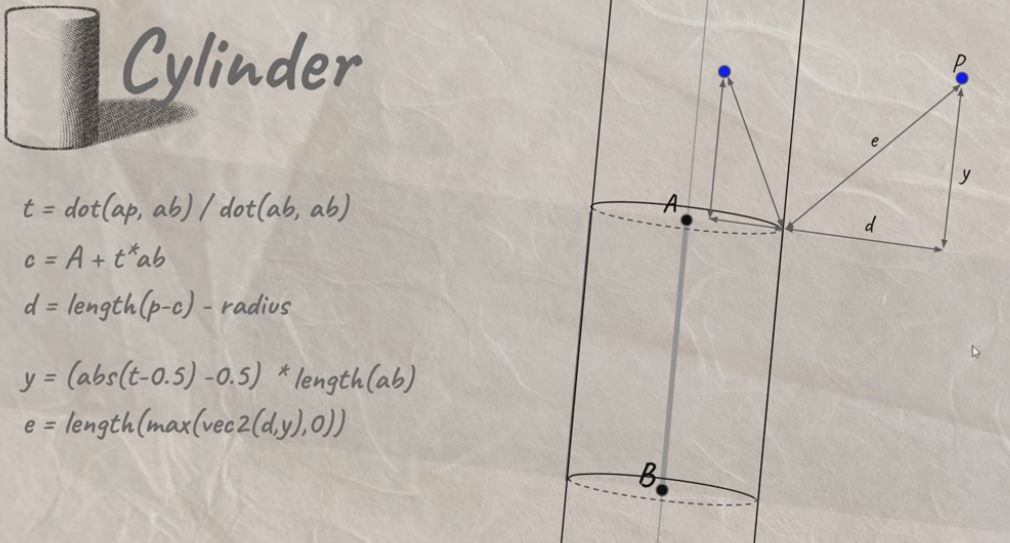 Cylinder
t = dot(ap, ab) / dot(ab, ab)
c = A + t*ab
d = length(p-c) - radius
y = (abs(t-0.5) -0.5) * length(ab)
e = length(max(vec2(d,y),0))
P
e
y
A
d
B